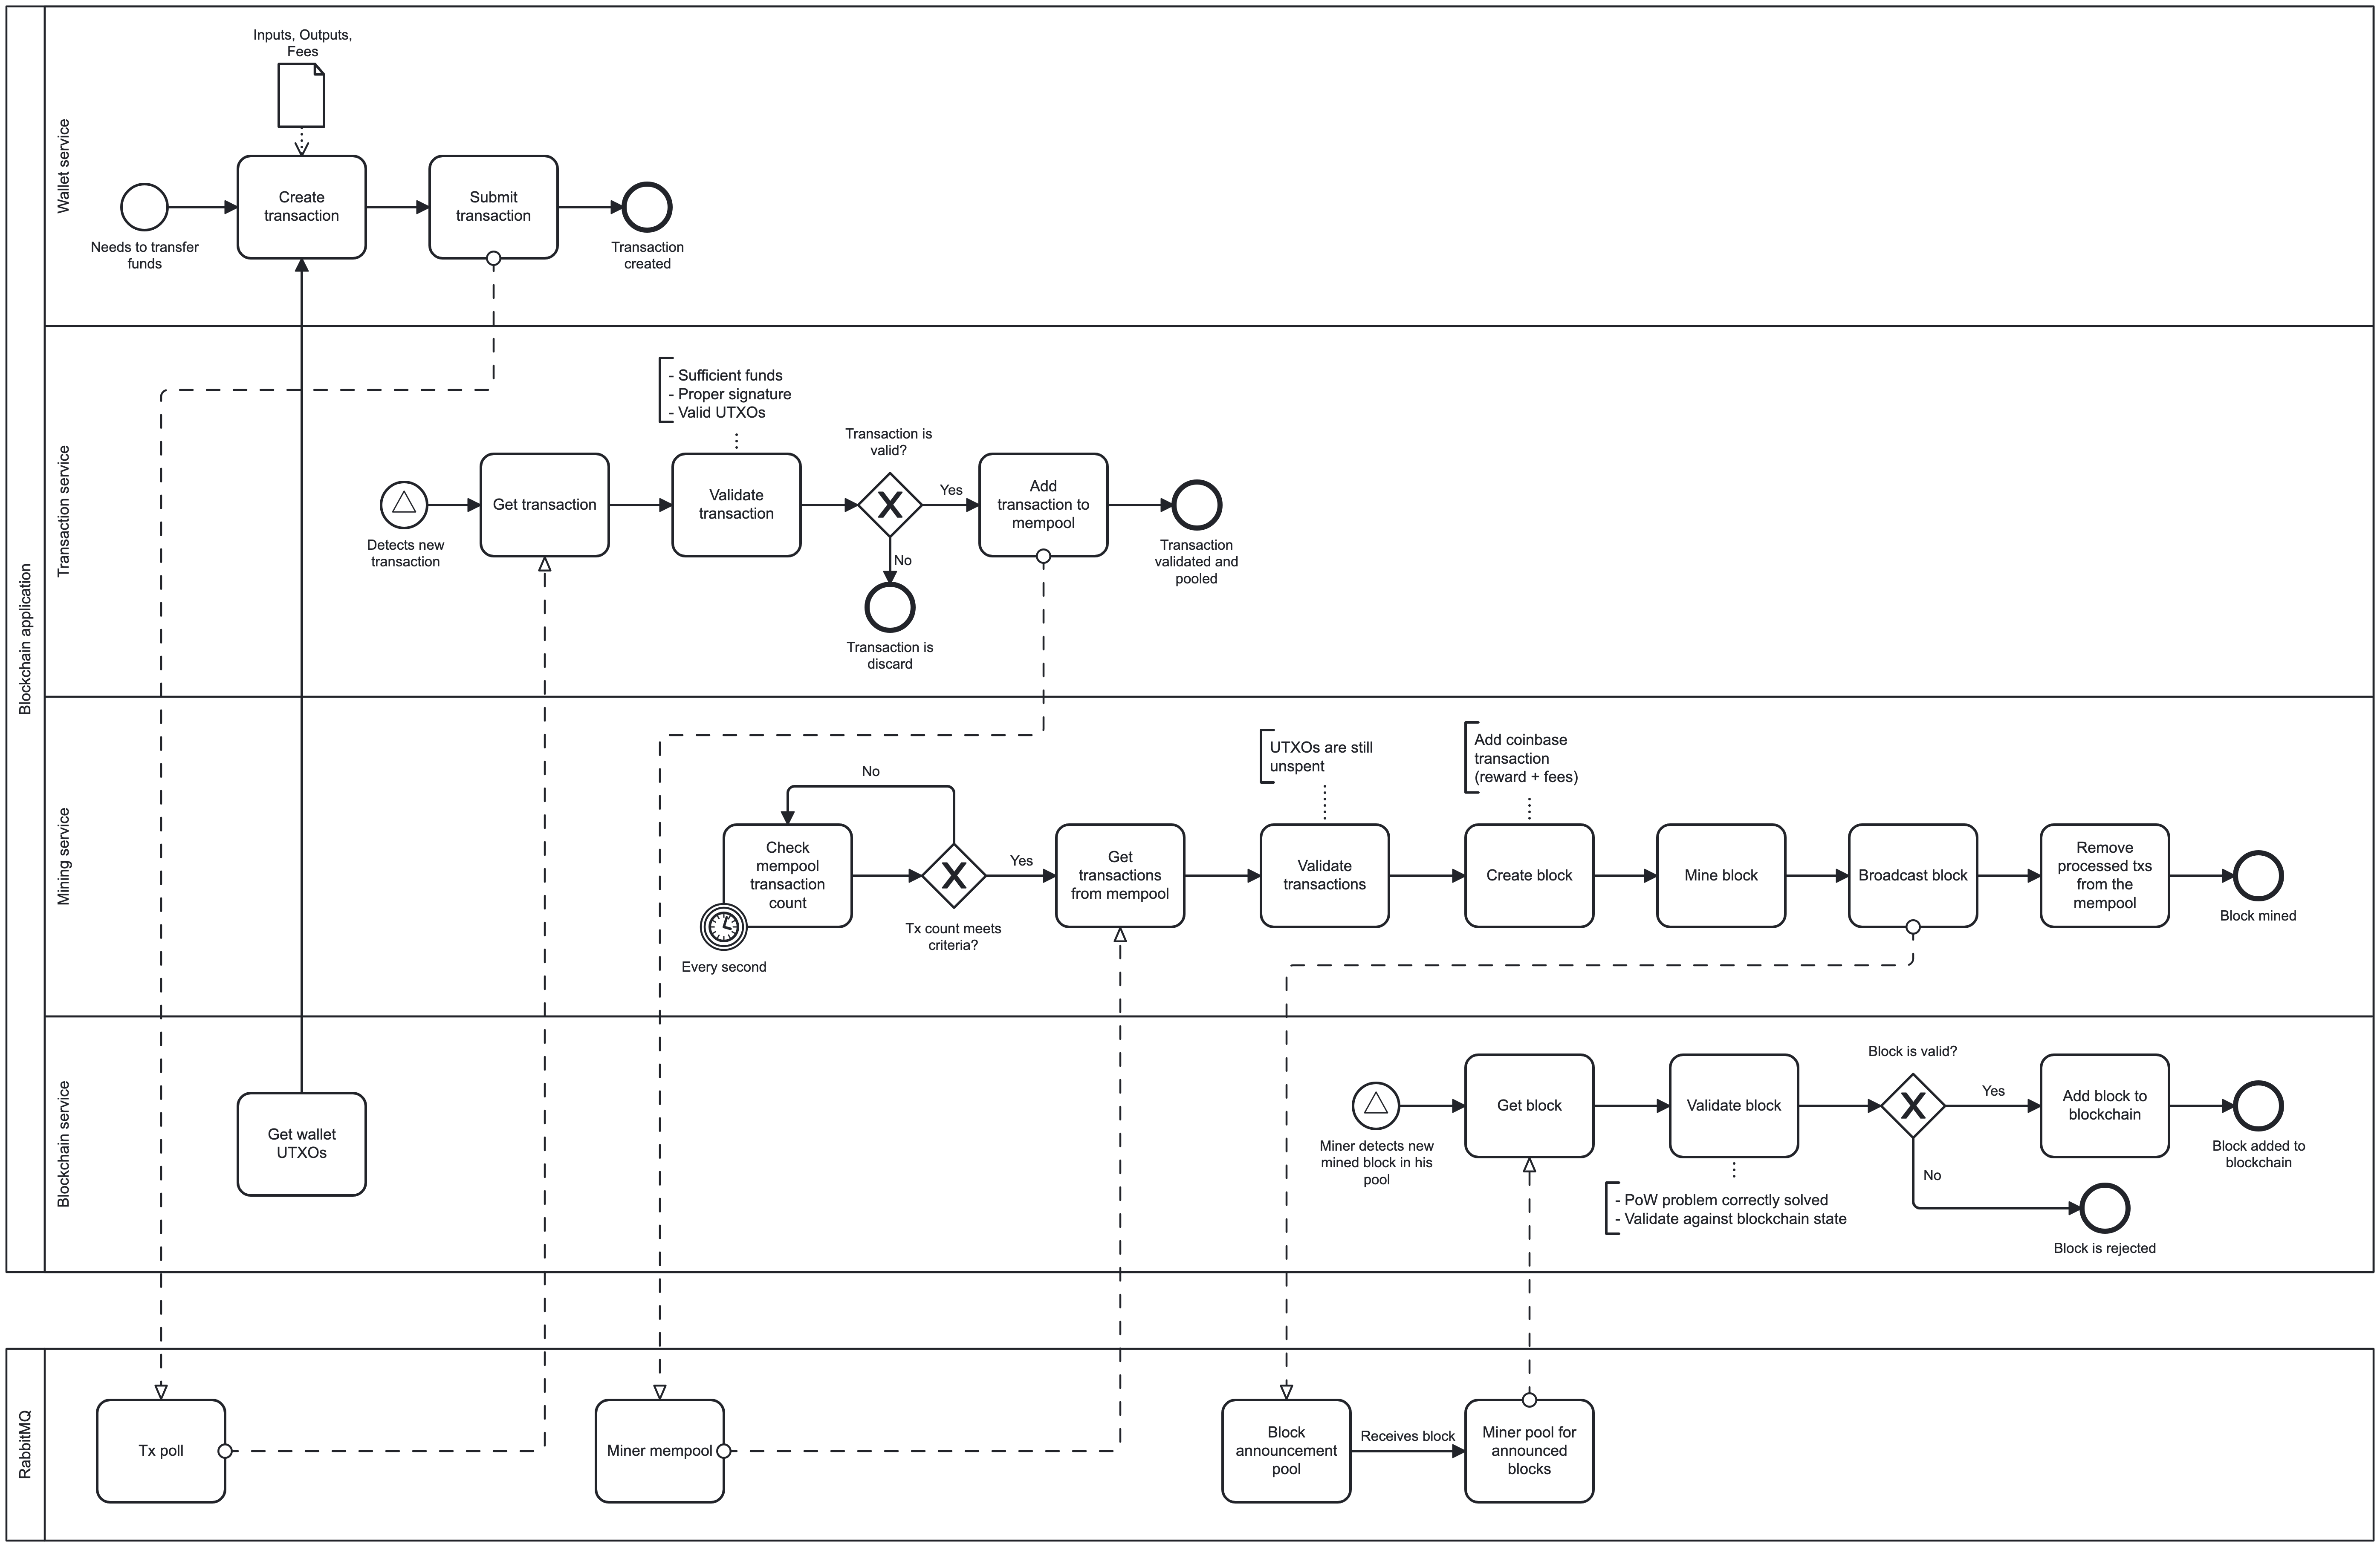 Blockchain application
Wallet service
Inputs, Outputs,
Fees
Needs to transfer
funds
Create
transaction
Submit
transaction
Transaction
created
Transaction service
- Sufficient funds
- Proper signature
- Valid UTXOs
Detects new
transaction
Get transaction
Validate
transaction
Transaction is
valid?
Yes
No
Transaction is
discard
Add
transaction to
mempool
Transaction
validated and
pooled
Mining service
No
Check
mempool
transaction
count
Every second
Tx count meets
criteria?
Yes
Get
transactions
from mempool
UTXOs are still
unspent
Validate
transactions
Add coinbase
transaction
(reward + fees)
Create block
Mine block
Broadcast block
Remove
processed txs
from the
mempool
Block mined
Blockchain service
Get wallet
UTXOs
Miner detects new
mined block in his
pool
Get block
Validate block
- PoW problem correctly solved
- Validate against blockchain state
Block is valid?
Yes
No
Add block to
blockchain
Block added to
blockchain
Block is rejected
RabbitMQ
Tx poll
Miner mempool
Block
announcement
pool
Receives block
Miner pool for
announced
blocks